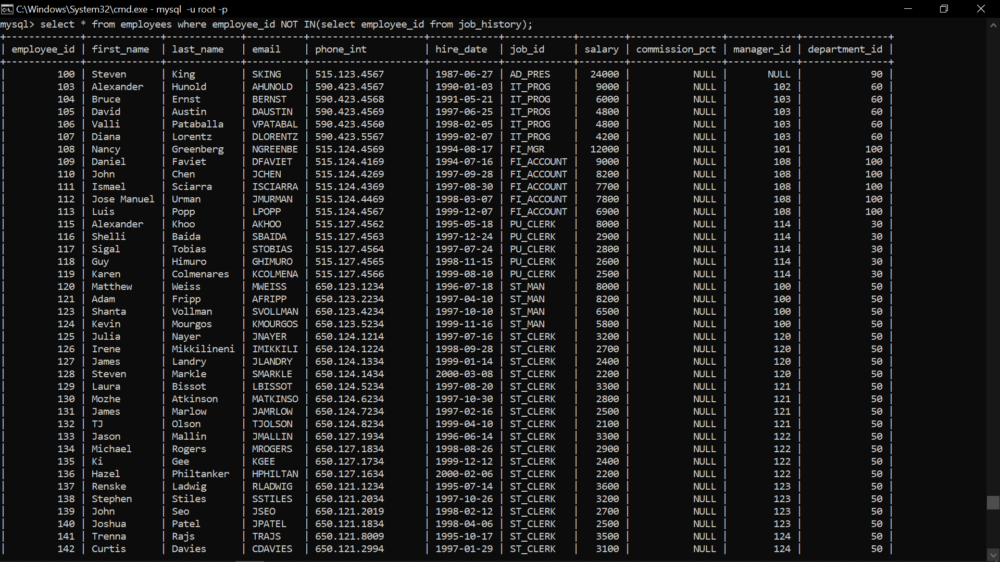 C:\Windows\System32\cmd.exe - mysql  -u root -p
mysql> select * from employees where employee_id NOT IN(select employee_id from job_history);
+-------------+-------------+-------------+----------+--------------------+------------+------------+--------+----------------+------------+---------------+
| employee_id | first_name  | last_name   | email    | phone_int          | hire_date  | job_id     | salary | commission_pct | manager_id | department_id |
+-------------+-------------+-------------+----------+--------------------+------------+------------+--------+----------------+------------+---------------+
|         100 | Steven      | King        | SKING    | 515.123.4567       | 1987-06-27 | AD_PRES    |  24000 |           NULL |       NULL |            90 |
|         103 | Alexander   | Hunold      | AHUNOLD  | 590.423.4567       | 1990-01-03 | IT_PROG    |   9000 |           NULL |        102 |            60 |
|         104 | Bruce       | Ernst       | BERNST   | 590.423.4568       | 1991-05-21 | IT_PROG    |   6000 |           NULL |        103 |            60 |
|         105 | David       | Austin      | DAUSTIN  | 590.423.4569       | 1997-06-25 | IT_PROG    |   4800 |           NULL |        103 |            60 |
|         106 | Valli       | Pataballa   | VPATABAL | 590.423.4560       | 1998-02-05 | IT_PROG    |   4800 |           NULL |        103 |            60 |
|         107 | Diana       | Lorentz     | DLORENTZ | 590.423.5567       | 1999-02-07 | IT_PROG    |   4200 |           NULL |        103 |            60 |
|         108 | Nancy       | Greenberg   | NGREENBE | 515.124.4569       | 1994-08-17 | FI_MGR     |  12000 |           NULL |        101 |           100 |
|         109 | Daniel      | Faviet      | DFAVIET  | 515.124.4169       | 1994-07-16 | FI_ACCOUNT |   9000 |           NULL |        108 |           100 |
|         110 | John        | Chen        | JCHEN    | 515.124.4269       | 1997-09-28 | FI_ACCOUNT |   8200 |           NULL |        108 |           100 |
|         111 | Ismael      | Sciarra     | ISCIARRA | 515.124.4369       | 1997-08-30 | FI_ACCOUNT |   7700 |           NULL |        108 |           100 |
|         112 | Jose Manuel | Urman       | JMURMAN  | 515.124.4469       | 1998-03-07 | FI_ACCOUNT |   7800 |           NULL |        108 |           100 |
|         113 | Luis        | Popp        | LPOPP    | 515.124.4567       | 1999-12-07 | FI_ACCOUNT |   6900 |           NULL |        108 |           100 |
|         115 | Alexander   | Khoo        | AKHOO    | 515.127.4562       | 1995-05-18 | PU_CLERK   |   8000 |           NULL |        114 |            30 |
|         116 | Shelli      | Baida       | SBAIDA   | 515.127.4563       | 1997-12-24 | PU_CLERK   |   2900 |           NULL |        114 |            30 |
|         117 | Sigal       | Tobias      | STOBIAS  | 515.127.4564       | 1997-07-24 | PU_CLERK   |   2800 |           NULL |        114 |            30 |
|         118 | Guy         | Himuro      | GHIMURO  | 515.127.4565       | 1998-11-15 | PU_CLERK   |   2600 |           NULL |        114 |            30 |
|         119 | Karen       | Colmenares  | KCOLMENA | 515.127.4566       | 1999-08-10 | PU_CLERK   |   2500 |           NULL |        114 |            30 |
|         120 | Matthew     | Weiss       | MWEISS   | 650.123.1234       | 1996-07-18 | ST_MAN     |   8000 |           NULL |        100 |            50 |
|         121 | Adam        | Fripp       | AFRIPP   | 650.123.2234       | 1997-04-10 | ST_MAN     |   8200 |           NULL |        100 |            50 |
|         123 | Shanta      | Vollman     | SVOLLMAN | 650.123.4234       | 1997-10-10 | ST_MAN     |   6500 |           NULL |        100 |            50 |
|         124 | Kevin       | Mourgos     | KMOURGOS | 650.123.5234       | 1999-11-16 | ST_MAN     |   5800 |           NULL |        100 |            50 |
|         125 | Julia       | Nayer       | JNAYER   | 650.124.1214       | 1997-07-16 | ST_CLERK   |   3200 |           NULL |        120 |            50 |
|         126 | Irene       | Mikkilineni | IMIKKILI | 650.124.1224       | 1998-09-28 | ST_CLERK   |   2700 |           NULL |        120 |            50 |
|         127 | James       | Landry      | JLANDRY  | 650.124.1334       | 1999-01-14 | ST_CLERK   |   2400 |           NULL |        120 |            50 |
|         128 | Steven      | Markle      | SMARKLE  | 650.124.1434       | 2000-03-08 | ST_CLERK   |   2200 |           NULL |        120 |            50 |
|         129 | Laura       | Bissot      | LBISSOT  | 650.124.5234       | 1997-08-20 | ST_CLERK   |   3300 |           NULL |        121 |            50 |
|         130 | Mozhe       | Atkinson    | MATKINSO | 650.124.6234       | 1997-10-30 | ST_CLERK   |   2800 |           NULL |        121 |            50 |
|         131 | James       | Marlow      | JAMRLOW  | 650.124.7234       | 1997-02-16 | ST_CLERK   |   2500 |           NULL |        121 |            50 |
|         132 | TJ          | Olson       | TJOLSON  | 650.124.8234       | 1999-04-10 | ST_CLERK   |   2100 |           NULL |        121 |            50 |
|         133 | Jason       | Mallin      | JMALLIN  | 650.127.1934       | 1996-06-14 | ST_CLERK   |   3300 |           NULL |        122 |            50 |
|         134 | Michael     | Rogers      | MROGERS  | 650.127.1834       | 1998-08-26 | ST_CLERK   |   2900 |           NULL |        122 |            50 |
|         135 | Ki          | Gee         | KGEE     | 650.127.1734       | 1999-12-12 | ST_CLERK   |   2400 |           NULL |        122 |            50 |
|         136 | Hazel       | Philtanker  | HPHILTAN | 650.127.1634       | 2000-02-06 | ST_CLERK   |   2200 |           NULL |        122 |            50 |
|         137 | Renske      | Ladwig      | RLADWIG  | 650.121.1234       | 1995-07-14 | ST_CLERK   |   3600 |           NULL |        123 |            50 |
|         138 | Stephen     | Stiles      | SSTILES  | 650.121.2034       | 1997-10-26 | ST_CLERK   |   3200 |           NULL |        123 |            50 |
|         139 | John        | Seo         | JSEO     | 650.121.2019       | 1998-02-12 | ST_CLERK   |   2700 |           NULL |        123 |            50 |
|         140 | Joshua      | Patel       | JPATEL   | 650.121.1834       | 1998-04-06 | ST_CLERK   |   2500 |           NULL |        123 |            50 |
|         141 | Trenna      | Rajs        | TRAJS    | 650.121.8009       | 1995-10-17 | ST_CLERK   |   3500 |           NULL |        124 |            50 |
|         142 | Curtis      | Davies      | CDAVIES  | 650.121.2994       | 1997-01-29 | ST_CLERK   |   3100 |           NULL |        124 |            50 |